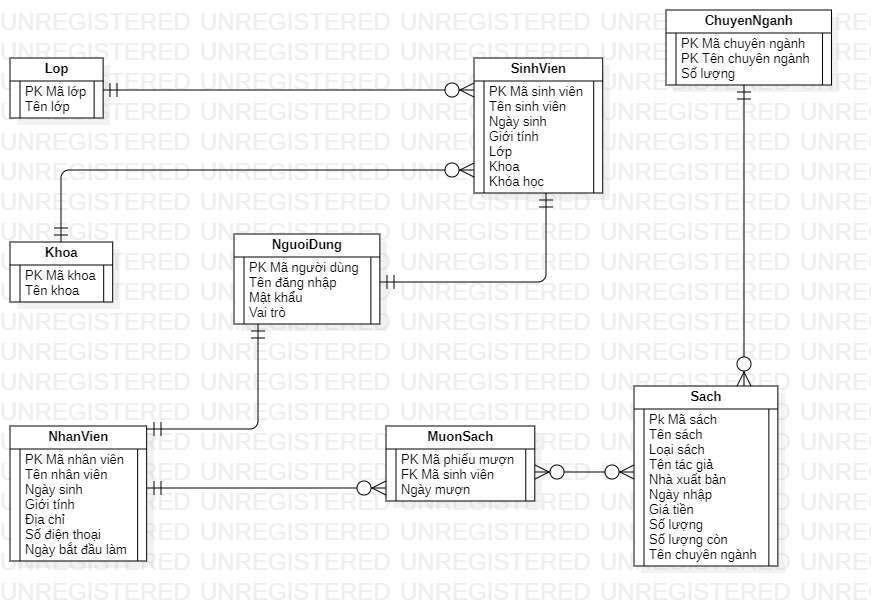 ChuyenNganh
PK Mã chuyên ngành
PK Tên chuyên ngành
Số lượng
Lop
PK Mã lớp
Tên lớp
SinhVien
PK Mã sinh viên
Tên sinh viên
Ngày sinh
Giới tính
Lớp
Khoa
Khóa học
Khoa
PK Mã khoa
Tên khoa
NguoiDung
PK Mã người dùng
Tên đăng nhập
Mật khẩu
Vai trò
NhanVien
PK Mã nhân viên
Tên nhân viên
Ngày sinh
Giới tính
Địa chỉ
Số điện thoại
Ngày bắt đầu làm
MuonSach
PK Mã phiếu mượn
FK Mã sinh viên
Ngày mượn
Sach
Pk Mã sách
Tên sách
Loại sách
Tên tác giả
Nhà xuất bản
Ngày nhập
Giá tiền
Số lượng
Số lượng còn
Tên chuyên ngành
UNREGISTERED